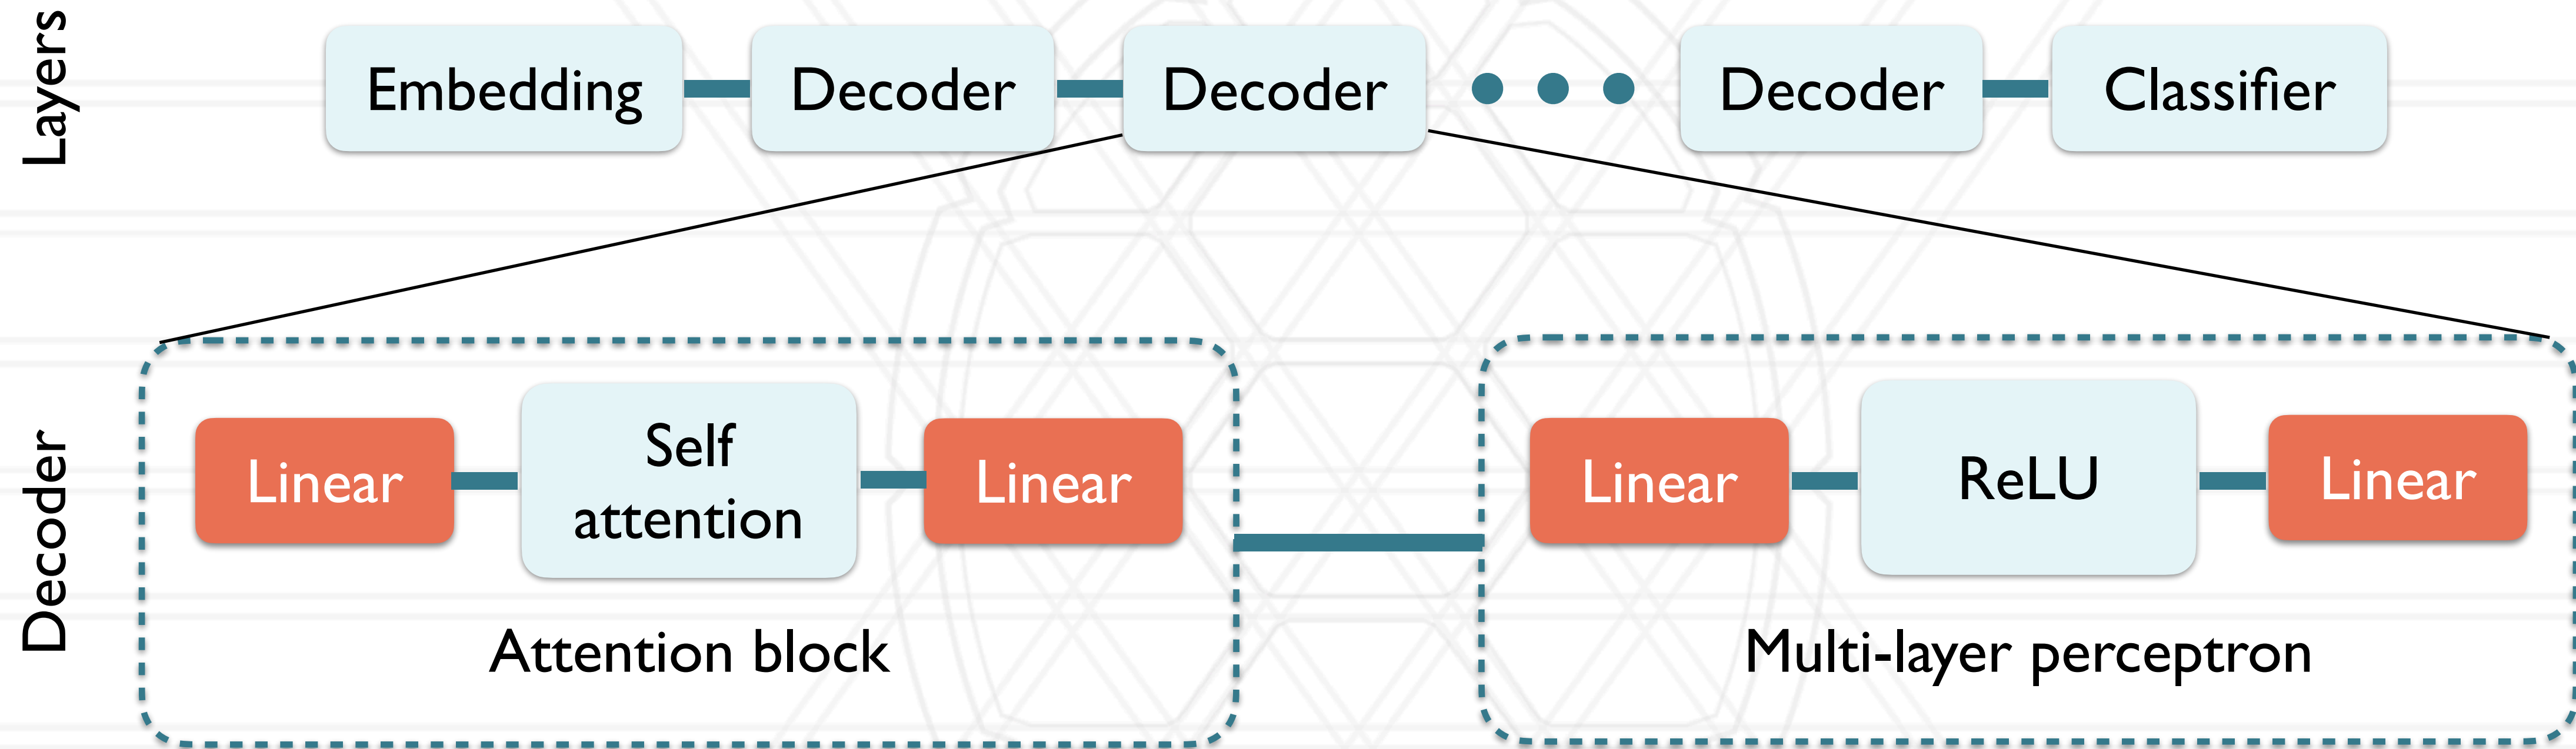 Layers
Embedding
Decoder
Decoder
Decoder
Classifier
Decoder
Linear
Self
attention
Linear
Attention block
Linear
ReLU
Linear
Multi-layer perceptron